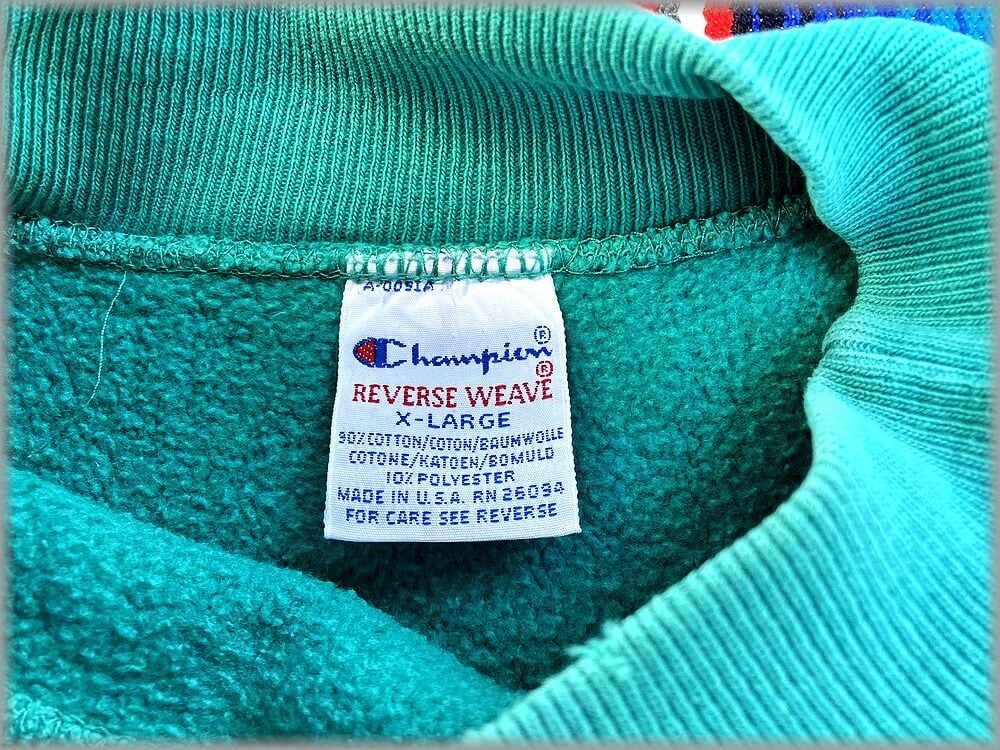 A-0051A
Champion®
REVERSE WEAVE®
X-LARGE
90% COTTON/COTON/BAUMWOLLE
COTONE/KATOEN/BOMULD
10% POLYESTER
MADE IN U.S.A. RN 26094
FOR CARE SEE REVERSE